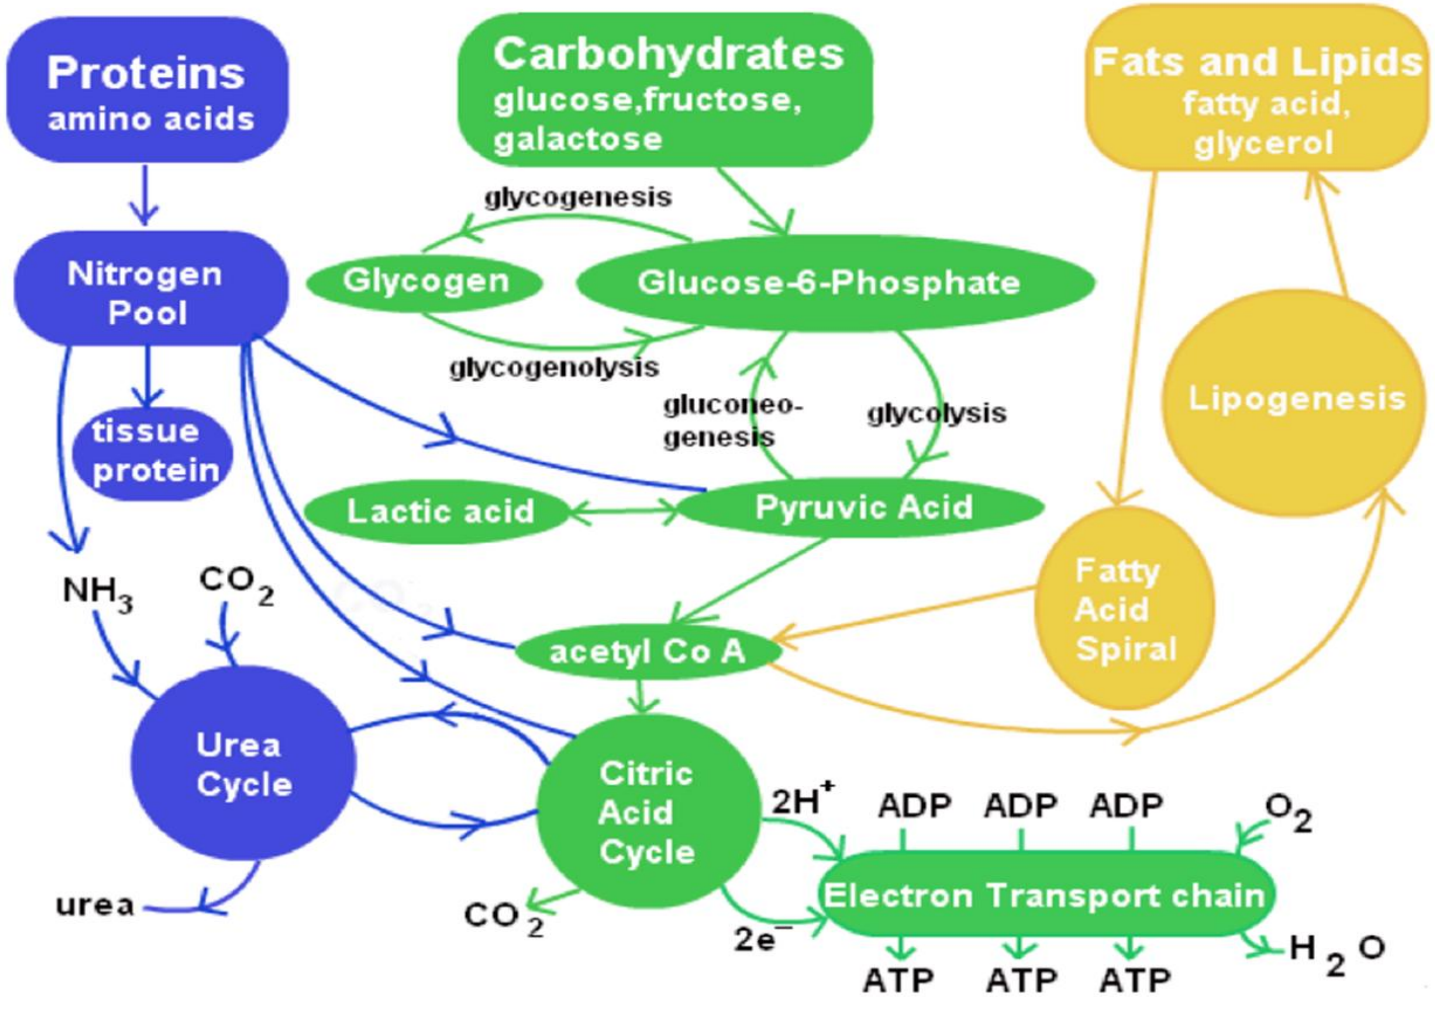 Proteins
amino acids
Carbohydrates
glucose,fructose,
galactose
Fats and Lipids
fatty acid,
glycerol
glycogenesis
Nitrogen
Pool
Glycogen
Glucose-6-Phosphate
glycogenolysis
gluconeo-
genesis
glycolysis
Lipogenesis
tissue
protein
Lactic acid
Pyruvic Acid
NH3
CO2
Fatty
Acid
Spiral
acetyl Co A
Urea
Cycle
Citric
Acid
Cycle
2H+
ADP ADP ADP
O2
Electron Transport chain
urea
CO2
2e−
H2O
ATP ATP ATP